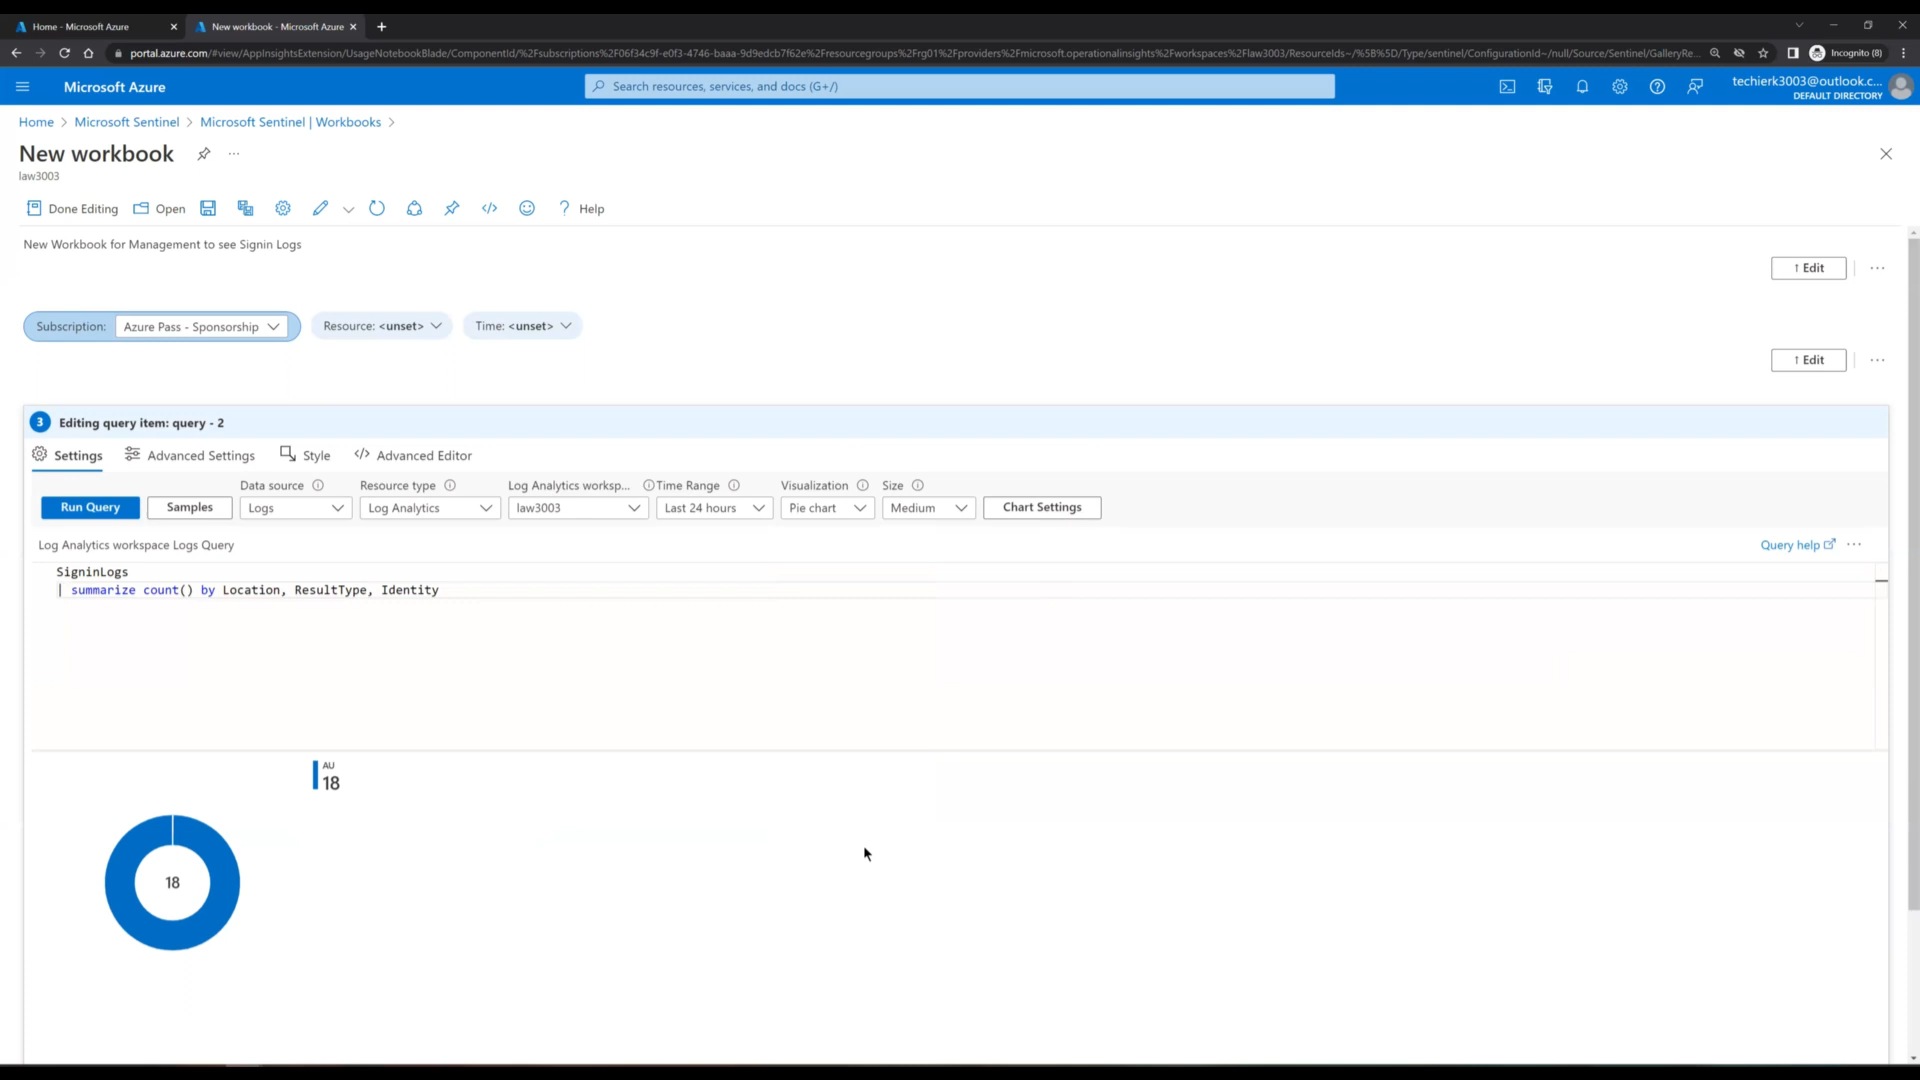 Home - Microsoft Azure
New workbook - Microsoft Azure
portal.azure.com/#view/AppInsightsExtension/UsageNotebookBlade/ComponentId/%2Fsubscriptions%2F06f34c9f-e0f3-4746-baaa-9d9edcb7f62e%2Fresourcegroups%2Frg01%2Fproviders%2Fmicrosoft.operationalinsights%2Fworkspaces%2Flaw3003/ResourceIds~/%5B%5D/Type/sentinel/ConfigurationId~/null/Source/Sentinel/GalleryRe...
Incognito (8)
Microsoft Azure
Search resources, services, and docs (G+/)
techierk3003@outlook.c...
DEFAULT DIRECTORY
Home > Microsoft Sentinel > Microsoft Sentinel | Workbooks >
New workbook
law3003
Done Editing Open Help
New Workbook for Management to see Signin Logs
↑ Edit
Subscription: Azure Pass - Sponsorship Resource: <unset> Time: <unset>
↑ Edit
3 Editing query item: query - 2
Settings Advanced Settings Style Advanced Editor
Data source Resource type Log Analytics worksp... Time Range Visualization Size
Run Query Samples Logs Log Analytics law3003 Last 24 hours Pie chart Medium Chart Settings
Log Analytics workspace Logs Query
Query help
SigninLogs
| summarize count() by Location, ResultType, Identity
AU
18
18